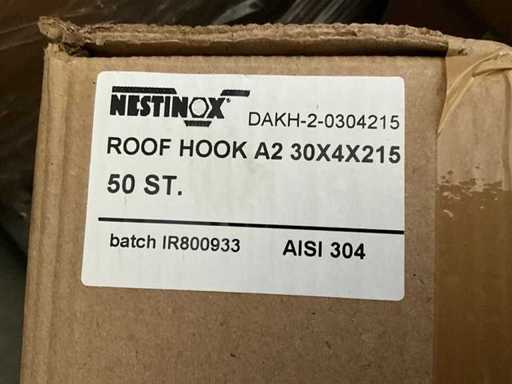 NESTINOX® DAKH-2-0304215
ROOF HOOK A2 30X4X215
50 ST.
batch IR800933 AISI 304